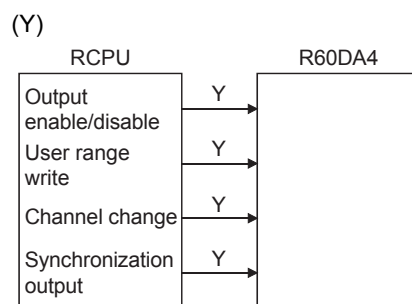 (Y)
RCPU R60DA4
Output Y
enable/disable
User range Y
write
Channel change Y
Synchronization Y
output